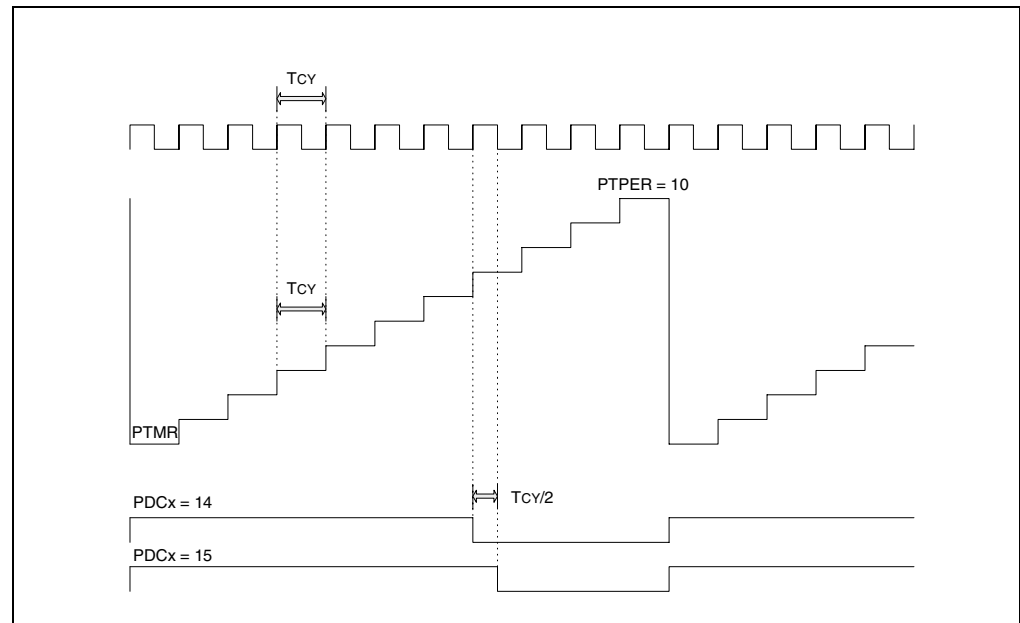 TCY
PTPER = 10
TCY
PTMR
TCY/2
PDCx = 14
PDCx = 15